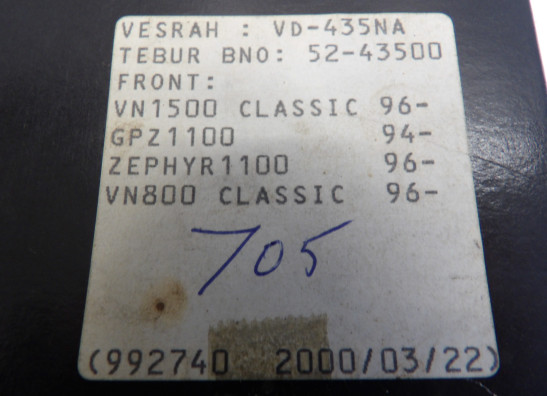 VESRAH : VD-435NA
TEBUR BNO: 52-43500
FRONT:
VN1500 CLASSIC 96-
GPZ1100 94-
ZEPHYR1100 96-
VN800 CLASSIC 96-
705
(992740 2000/03/22)